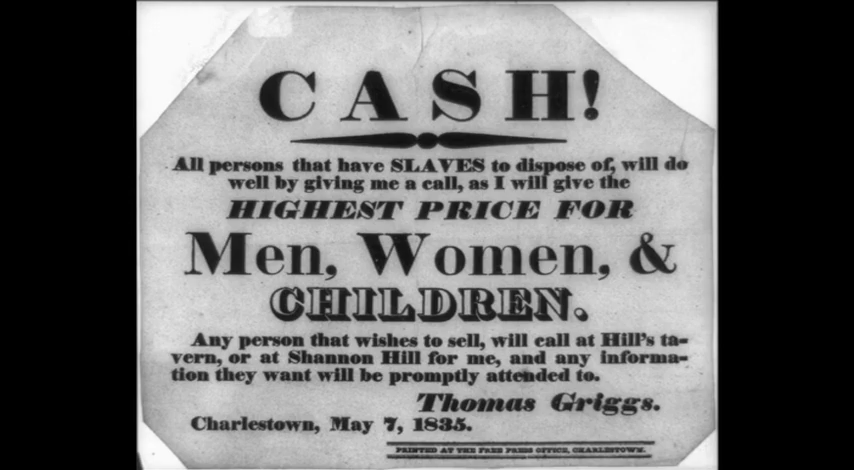 CASH!
All persons that have SLAVES to dispose of, will do
well by giving me a call, as I will give the
HIGHEST PRICE FOR
Men, Women, &
CHILDREN.
Any person that wishes to sell, will call at Hill's ta-
vern, or at Shannon Hill for me, and any informa-
tion they want will be promptly attended to.
Thomas Griggs.
Charlestown, May 7, 1835.
PRINTED AT THE FREE PRESS OFFICE, CHARLESTOWN.